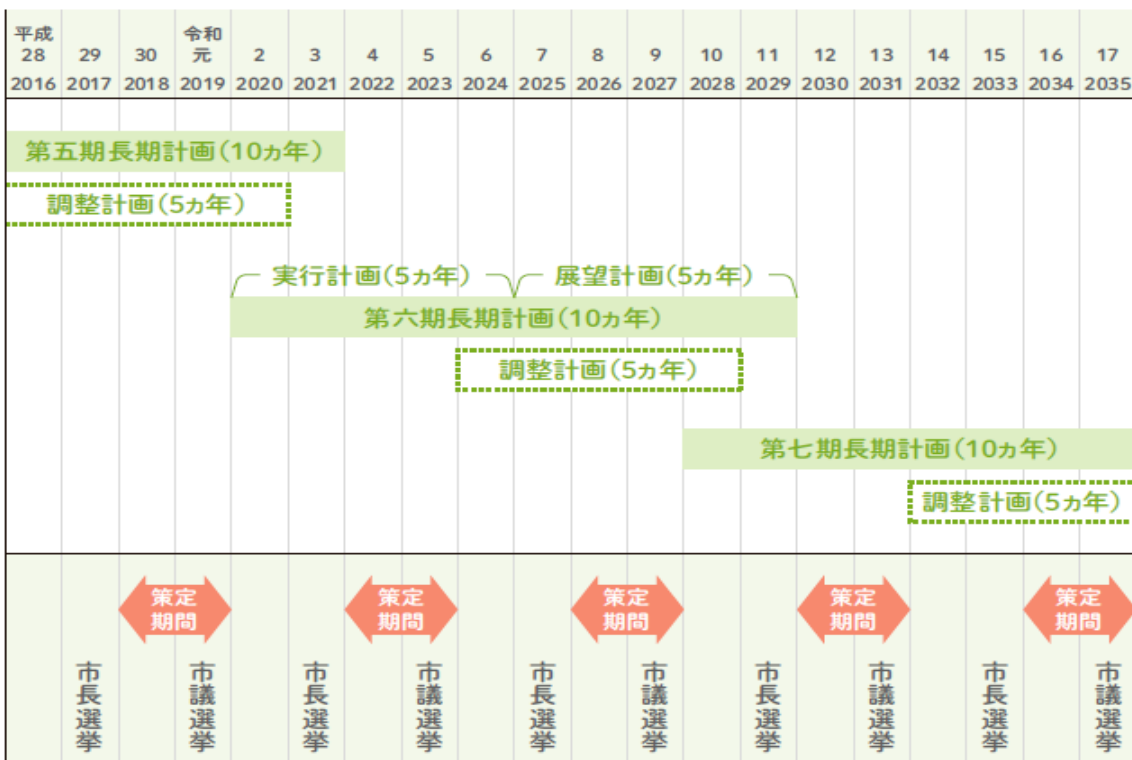 平成 令和
28 29 30 元 2 3 4 5 6 7 8 9 10 11 12 13 14 15 16 17
2016 2017 2018 2019 2020 2021 2022 2023 2024 2025 2026 2027 2028 2029 2030 2031 2032 2033 2034 2035
第五期長期計画(10ヵ年)
調整計画(5ヵ年)
実行計画(5ヵ年) 展望計画(5ヵ年)
第六期長期計画(10ヵ年)
調整計画(5ヵ年)
第七期長期計画(10ヵ年)
調整計画(5ヵ年)
策定 策定 策定 策定 策定
期間 期間 期間 期間 期間
市長選挙 市議選挙 市長選挙 市議選挙 市長選挙 市議選挙 市長選挙 市議選挙 市長選挙 市議選挙